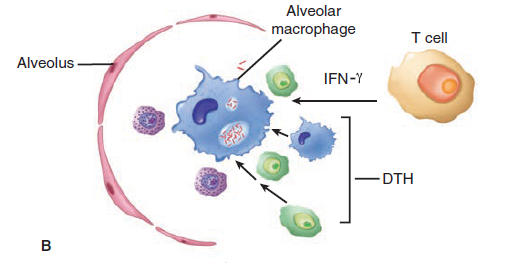 Alveolar
macrophage
T cell
Alveolus
IFN-γ
DTH
B